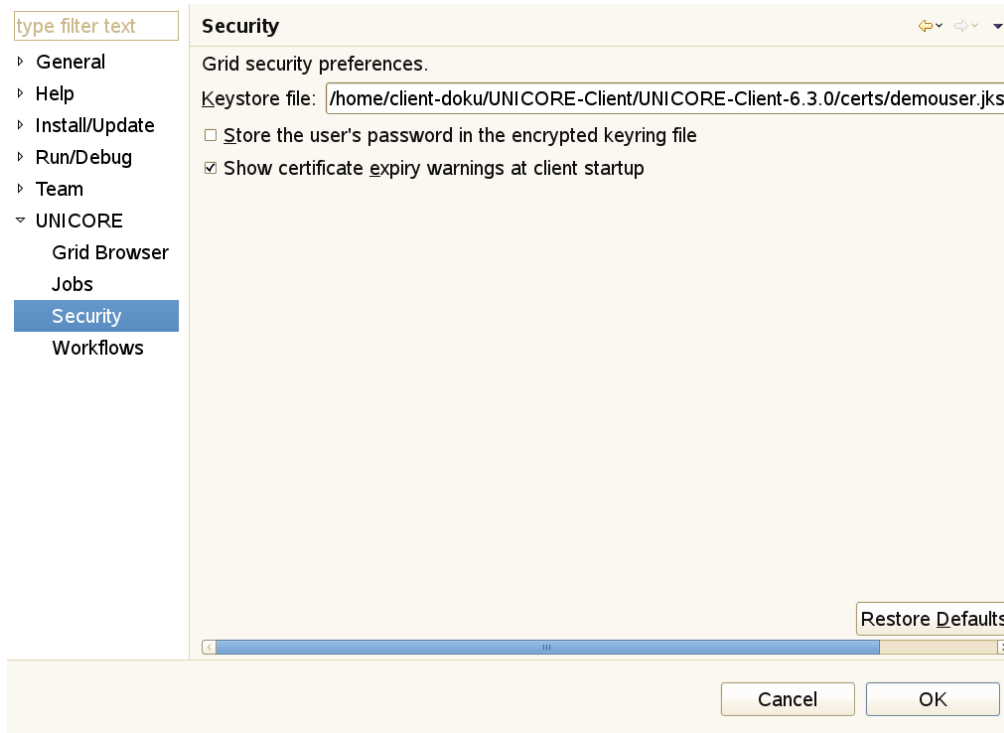 type filter text
General
Help
Install/Update
Run/Debug
Team
UNICORE
Grid Browser
Jobs
Security
Workflows
Security
Grid security preferences.
Keystore file: /home/client-doku/UNICORE-Client/UNICORE-Client-6.3.0/certs/demouser.jks
Store the user's password in the encrypted keyring file
Show certificate expiry warnings at client startup
Restore Defaults
Cancel OK